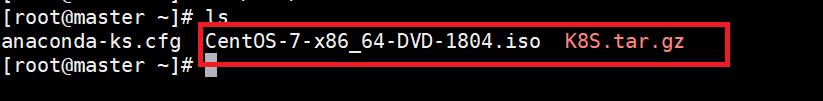 [root@master ~]# ls
anaconda-ks.cfg  CentOS-7-x86_64-DVD-1804.iso  K8S.tar.gz
[root@master ~]#